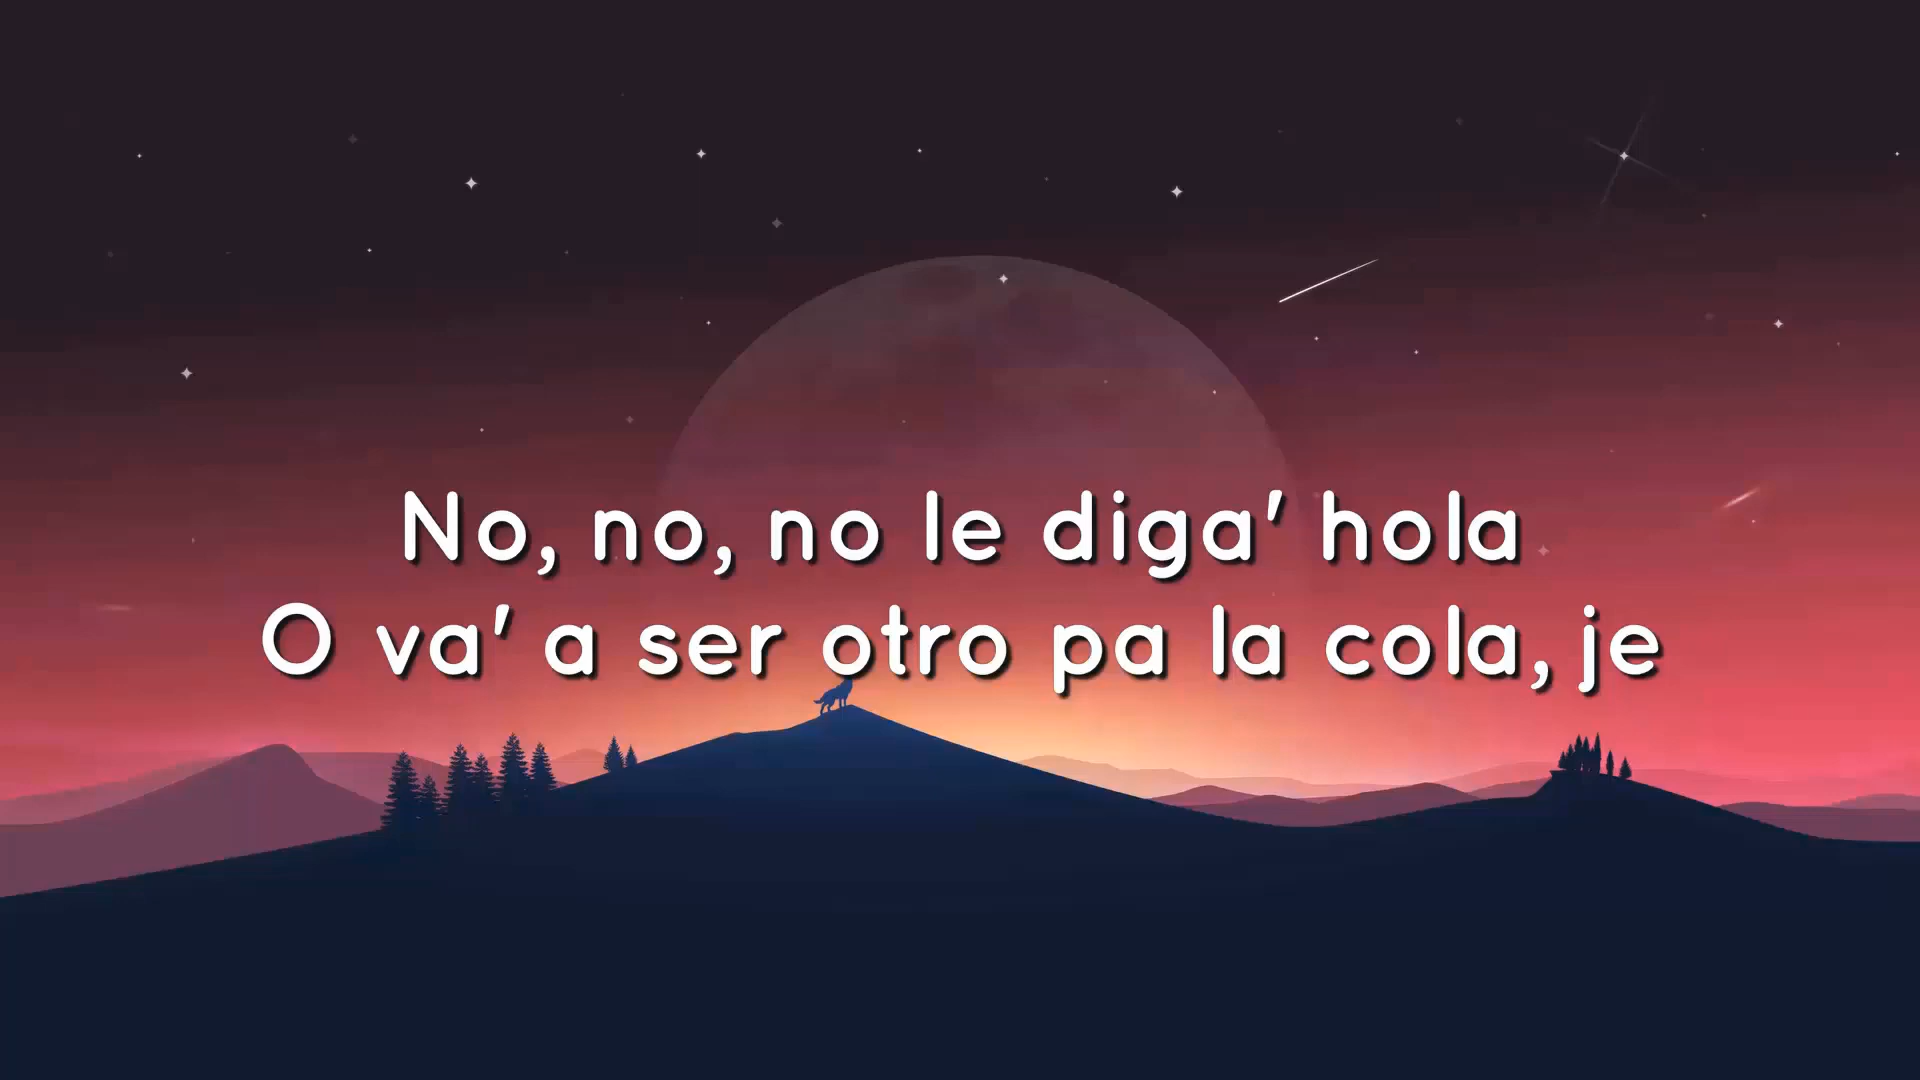 No, no, no le diga' hola
O va' a ser otro pa la cola, je